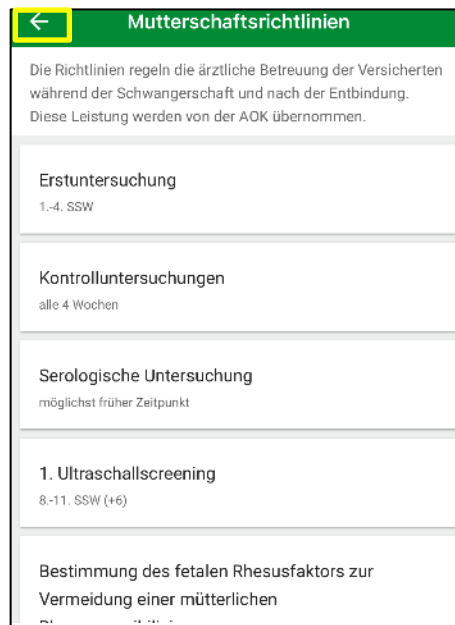 Mutterschaftsrichtlinien
Die Richtlinien regeln die ärztliche Betreuung der Versicherten
während der Schwangerschaft und nach der Entbindung.
Diese Leistung werden von der AOK übernommen.
Erstuntersuchung
1.-4. SSW
Kontrolluntersuchungen
alle 4 Wochen
Serologische Untersuchung
möglichst früher Zeitpunkt
1. Ultraschallscreening
8.-11. SSW (+6)
Bestimmung des fetalen Rhesusfaktors zur
Vermeidung einer mütterlichen